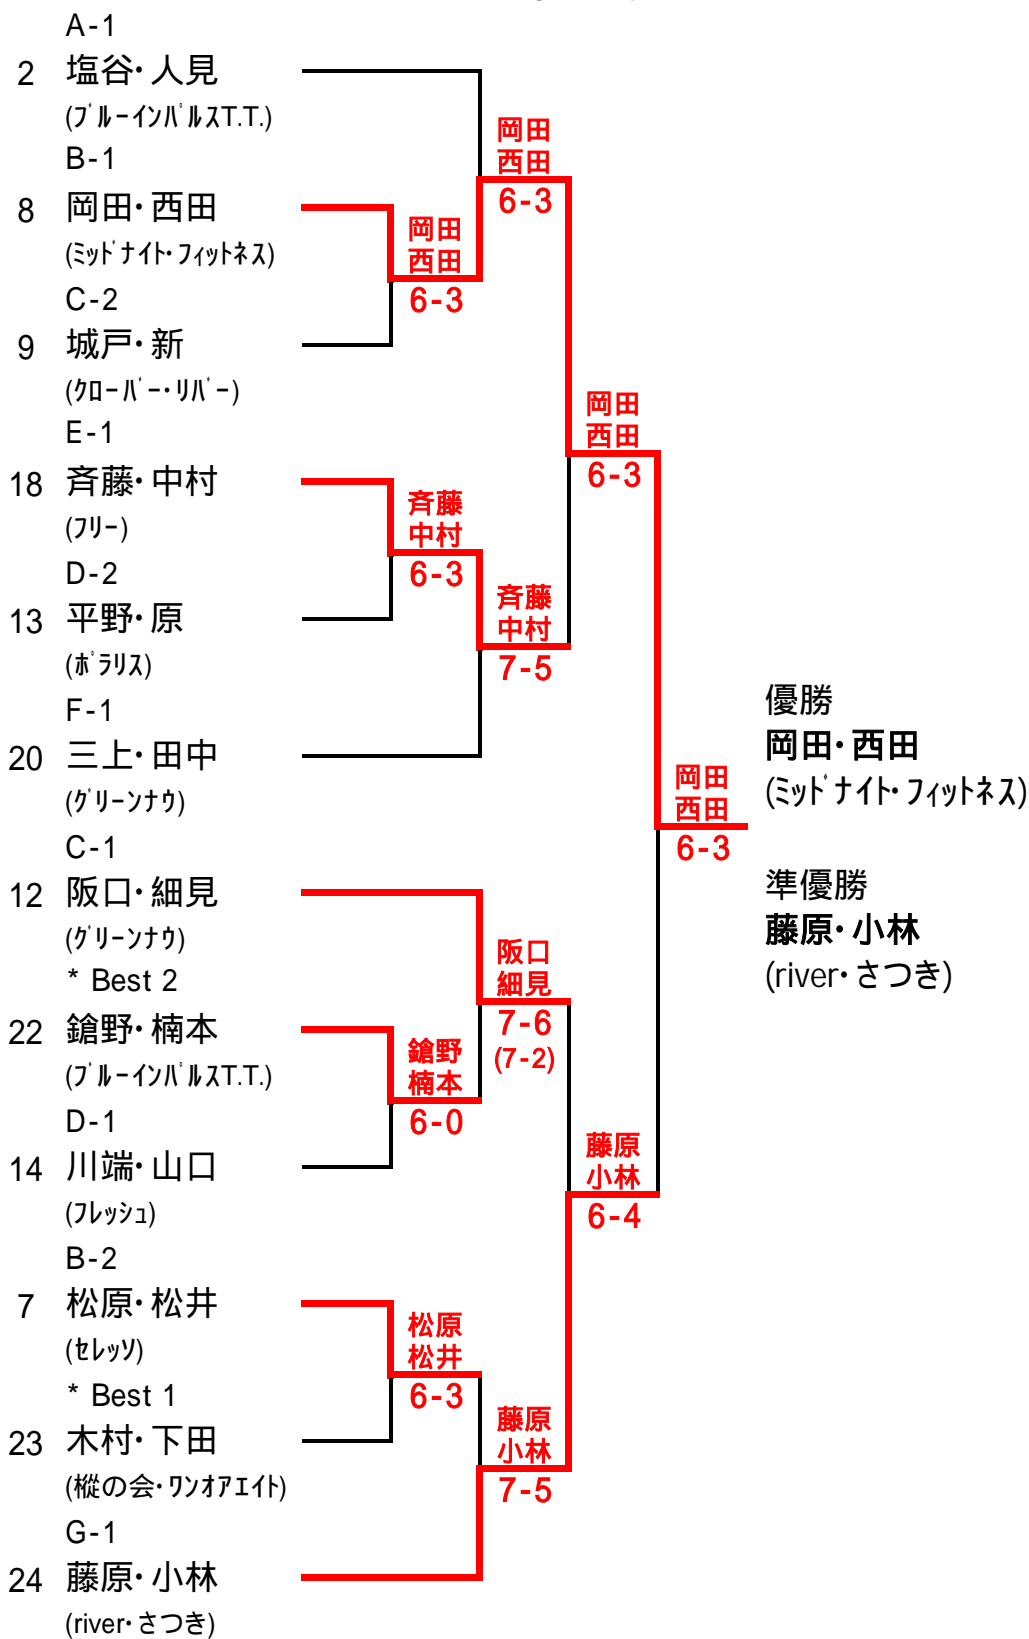 A-1
2 塩谷・人見
(ﾌﾞﾙｰｲﾝﾊﾟﾙｽT.T.)
B-1
岡田
西田
6-3
8 岡田・西田
(ﾐｯﾄﾞﾅｲﾄ・ﾌｨｯﾄﾈｽ)
岡田
西田
6-3
C-2
9 城戸・新
(ｸﾛｰﾊﾞｰ・ﾘﾊﾞｰ)
E-1
岡田
西田
6-3
18 斉藤・中村
(ﾌﾘｰ)
斉藤
中村
6-3
D-2
13 平野・原
(ﾎﾟﾗﾘｽ)
斉藤
中村
7-5
F-1
20 三上・田中
(ｸﾞﾘｰﾝﾅｳ)
優勝
岡田・西田
(ﾐｯﾄﾞﾅｲﾄ・ﾌｨｯﾄﾈｽ)
岡田
西田
6-3
C-1
12 阪口・細見
(ｸﾞﾘｰﾝﾅｳ)
準優勝
藤原・小林
(river・さつき)
* Best 2
阪口
細見
7-6
(7-2)
22 鎗野・楠本
(ﾌﾞﾙｰｲﾝﾊﾟﾙｽT.T.)
鎗野
楠本
6-0
D-1
14 川端・山口
(ﾌﾚｯｼｭ)
藤原
小林
6-4
B-2
7 松原・松井
(ｾﾚｯｿ)
松原
松井
6-3
* Best 1
23 木村・下田
(樅の会・ﾜﾝｵｱｴｲﾄ)
藤原
小林
7-5
G-1
24 藤原・小林
(river・さつき)